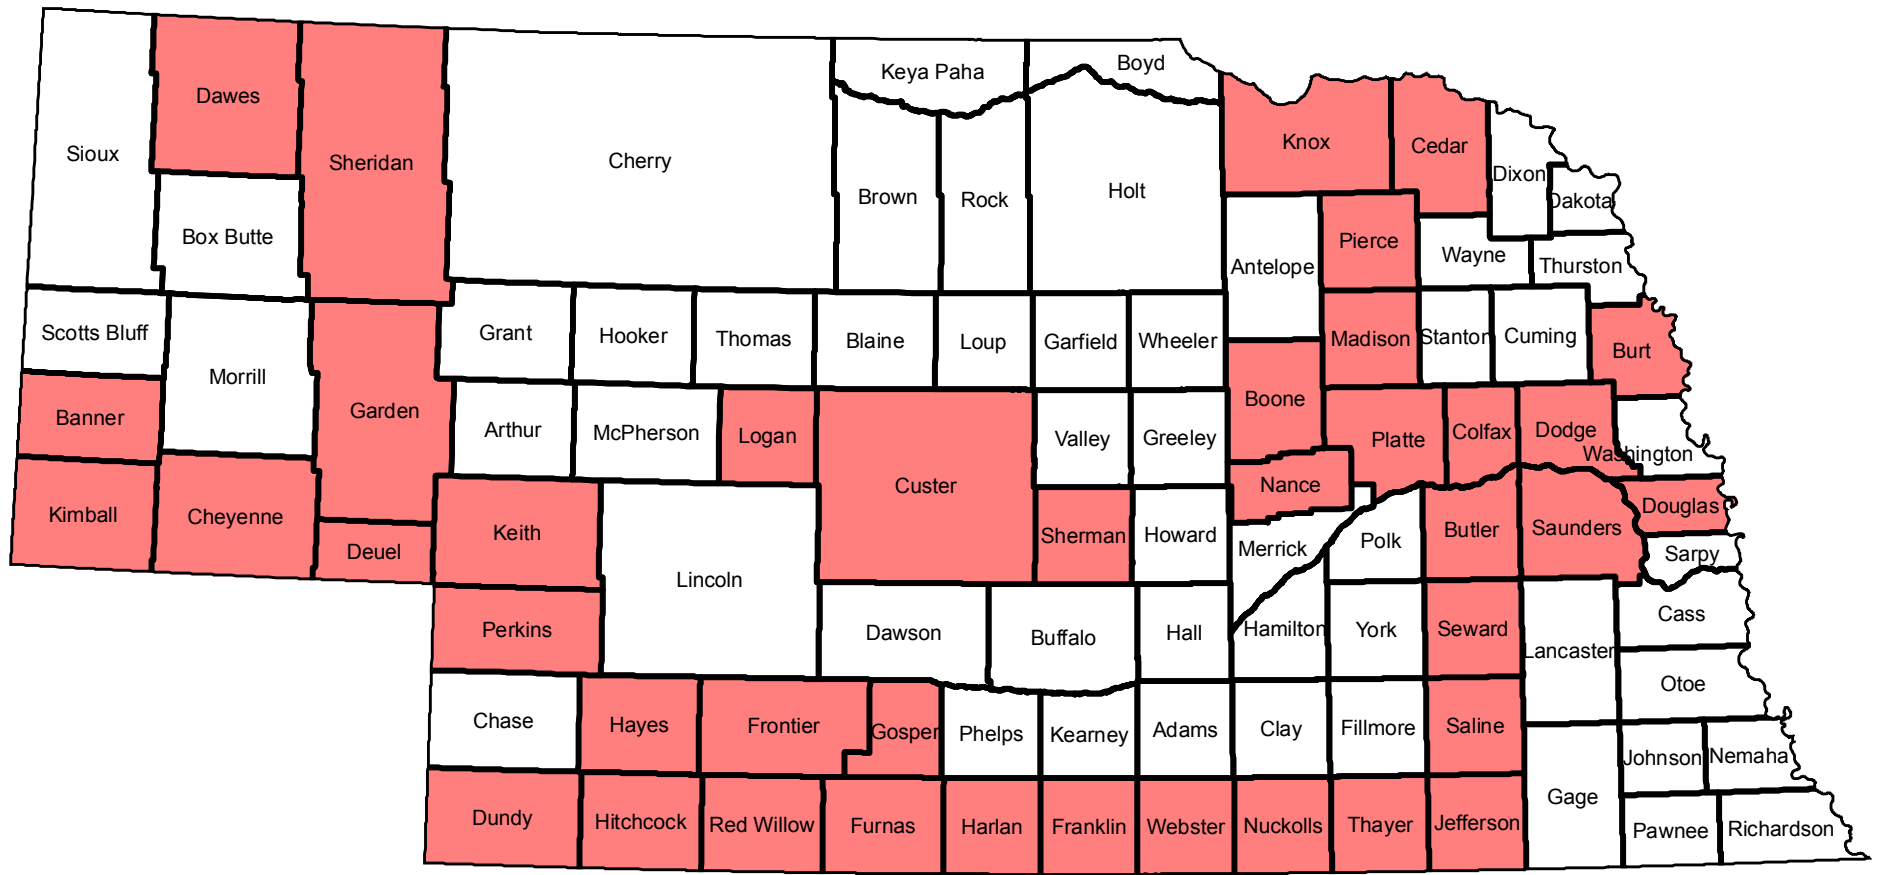 Boyd
Keya Paha
Dawes
Knox
Cedar
Sioux
Sheridan
Cherry
Dixon
Holt
Brown
Rock
Dakota
Box Butte
Pierce
Wayne
Antelope
Thurston
Scotts Bluff
Grant
Hooker
Thomas
Blaine
Loup
Garfield
Wheeler
Madison
Stanton
Cuming
Burt
Morrill
Boone
Garden
Banner
Arthur
McPherson
Logan
Valley
Greeley
Platte
Colfax
Dodge
Washington
Custer
Nance
Kimball
Cheyenne
Douglas
Keith
Sherman
Howard
Butler
Saunders
Deuel
Merrick
Polk
Sarpy
Lincoln
Cass
Perkins
Dawson
Buffalo
Hall
Hamilton
York
Seward
Lancaster
Otoe
Chase
Hayes
Frontier
Gosper
Phelps
Kearney
Adams
Clay
Fillmore
Saline
Johnson
Nemaha
Gage
Dundy
Hitchcock
Red Willow
Furnas
Harlan
Franklin
Webster
Nuckolls
Thayer
Jefferson
Pawnee
Richardson